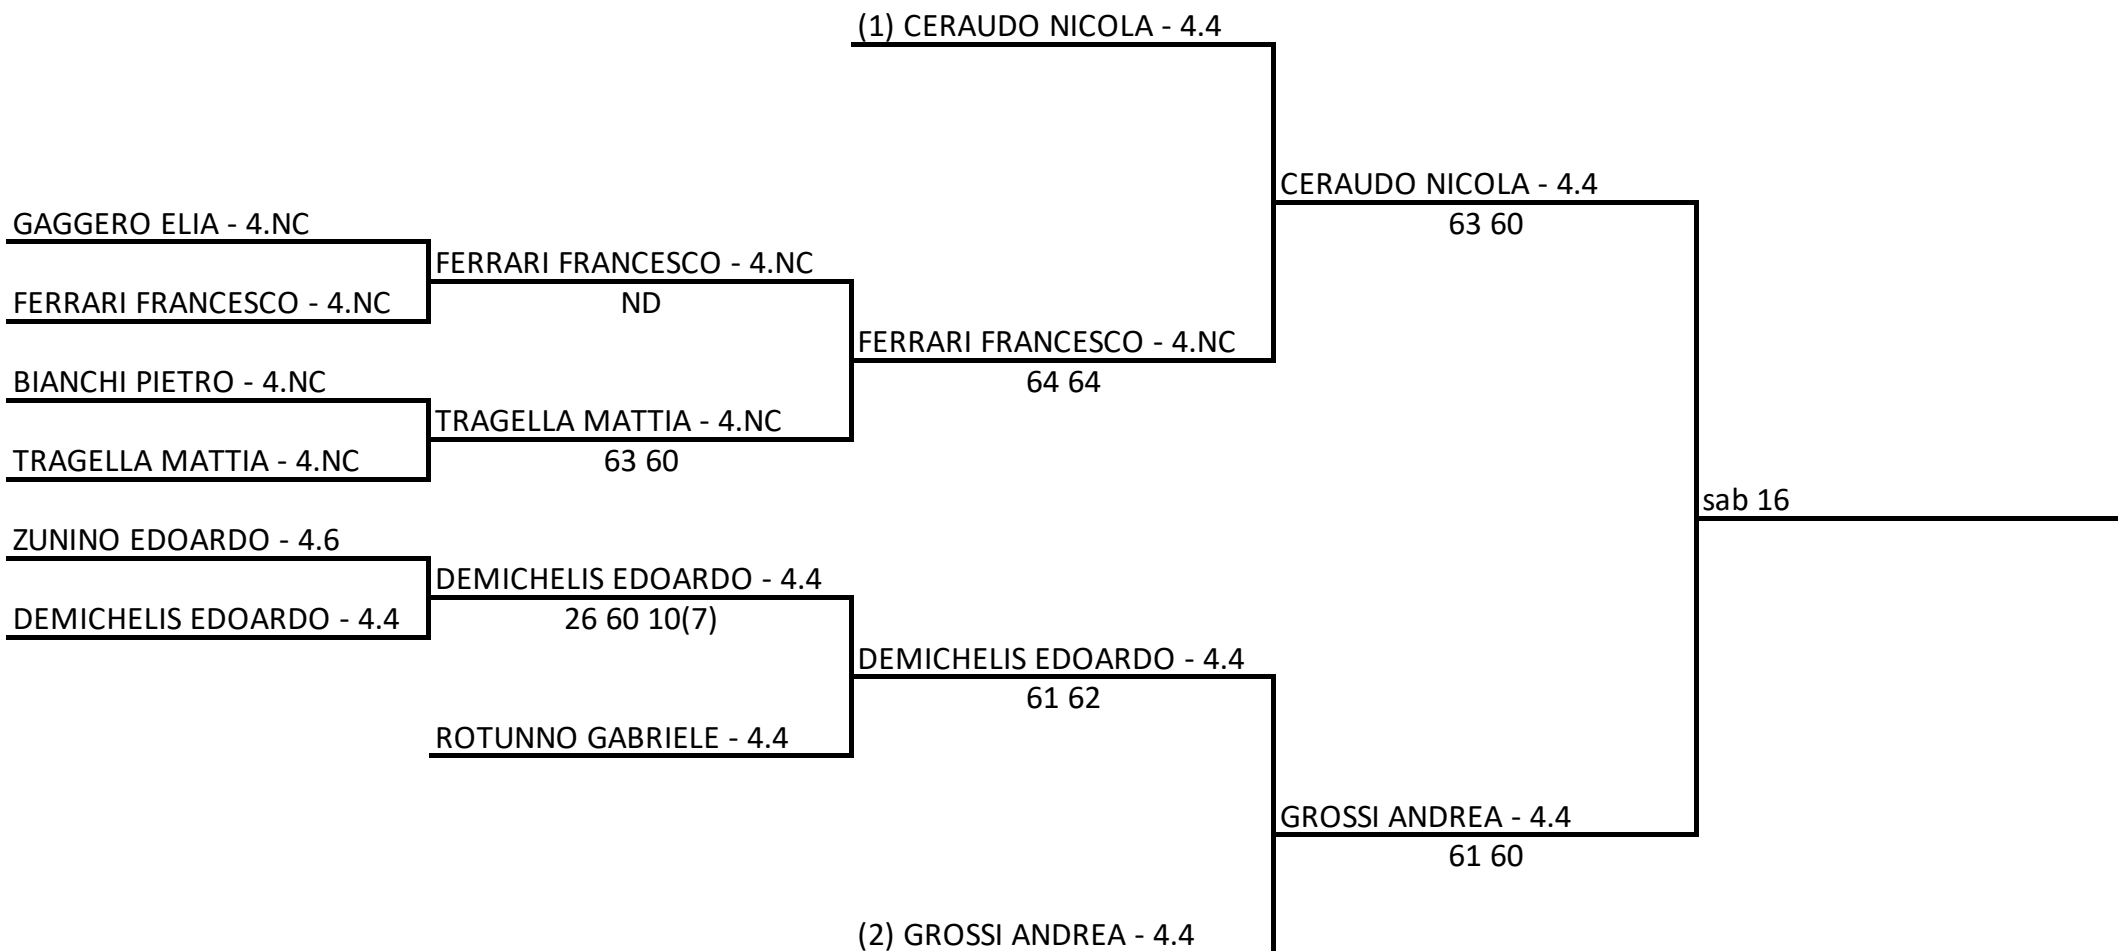 (1) CERAUDO NICOLA - 4.4
CERAUDO NICOLA - 4.4
63 60
GAGGERO ELIA - 4.NC
FERRARI FRANCESCO - 4.NC
FERRARI FRANCESCO - 4.NC
ND
FERRARI FRANCESCO - 4.NC
64 64
BIANCHI PIETRO - 4.NC
TRAGELLA MATTIA - 4.NC
TRAGELLA MATTIA - 4.NC
63 60
sab 16
ZUNINO EDOARDO - 4.6
DEMICHELIS EDOARDO - 4.4
DEMICHELIS EDOARDO - 4.4
26 60 10(7)
DEMICHELIS EDOARDO - 4.4
61 62
ROTUNNO GABRIELE - 4.4
GROSSI ANDREA - 4.4
61 60
(2) GROSSI ANDREA - 4.4